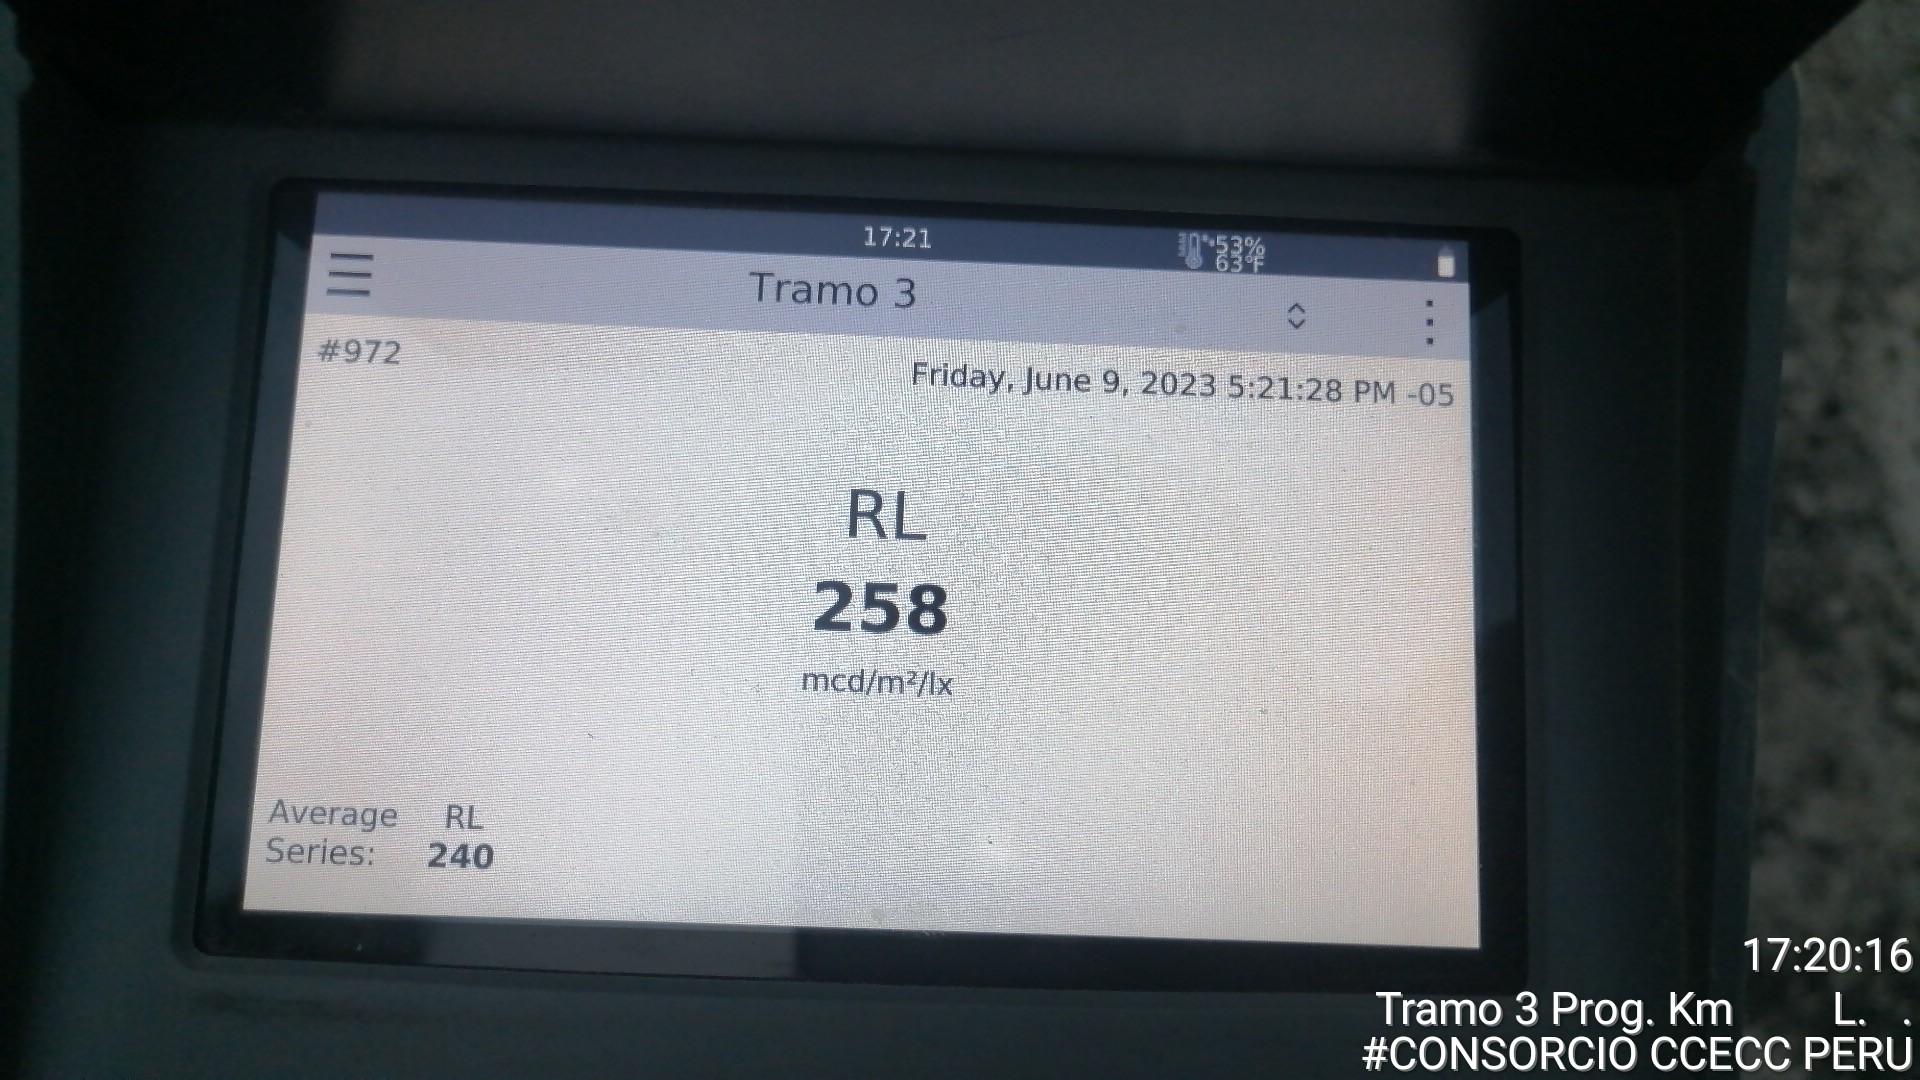 17:21
53%
63°F
Tramo 3
#972
Friday, June 9, 2023 5:21:28 PM -05
RL
258
mcd/m²/lx
Average RL
Series: 240
17:20:16
Tramo 3 Prog. Km L. .
#CONSORCIO CCECC PERU